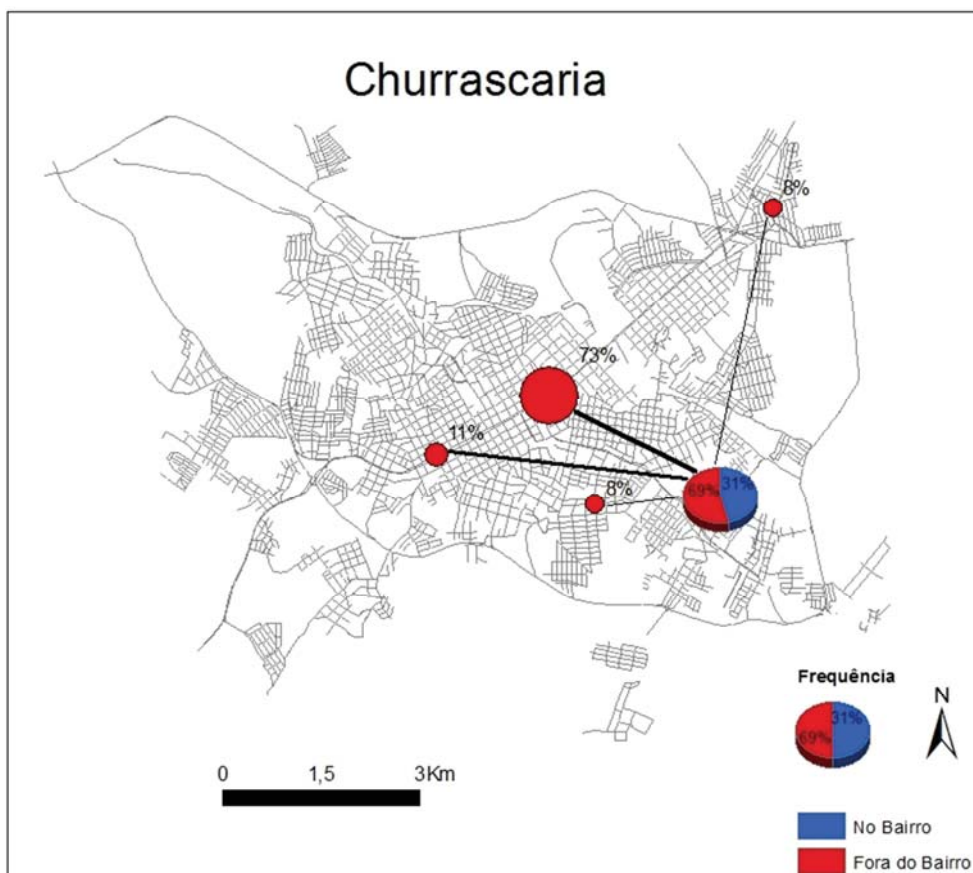 Churrascaria
8%
73%
11%
8%
69% 31%
Frequência
31%
69%
N
0 1,5 3Km
No Bairro
Fora do Bairro